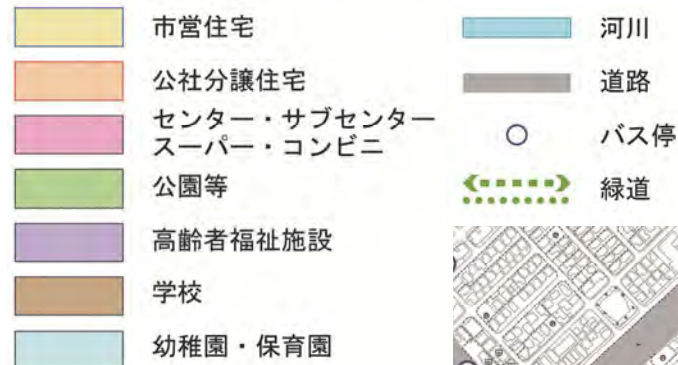 市営住宅
公社分譲住宅
センター・サブセンター
スーパー・コンビニ
公園等
高齢者福祉施設
学校
幼稚園・保育園
河川
道路
バス停
緑道